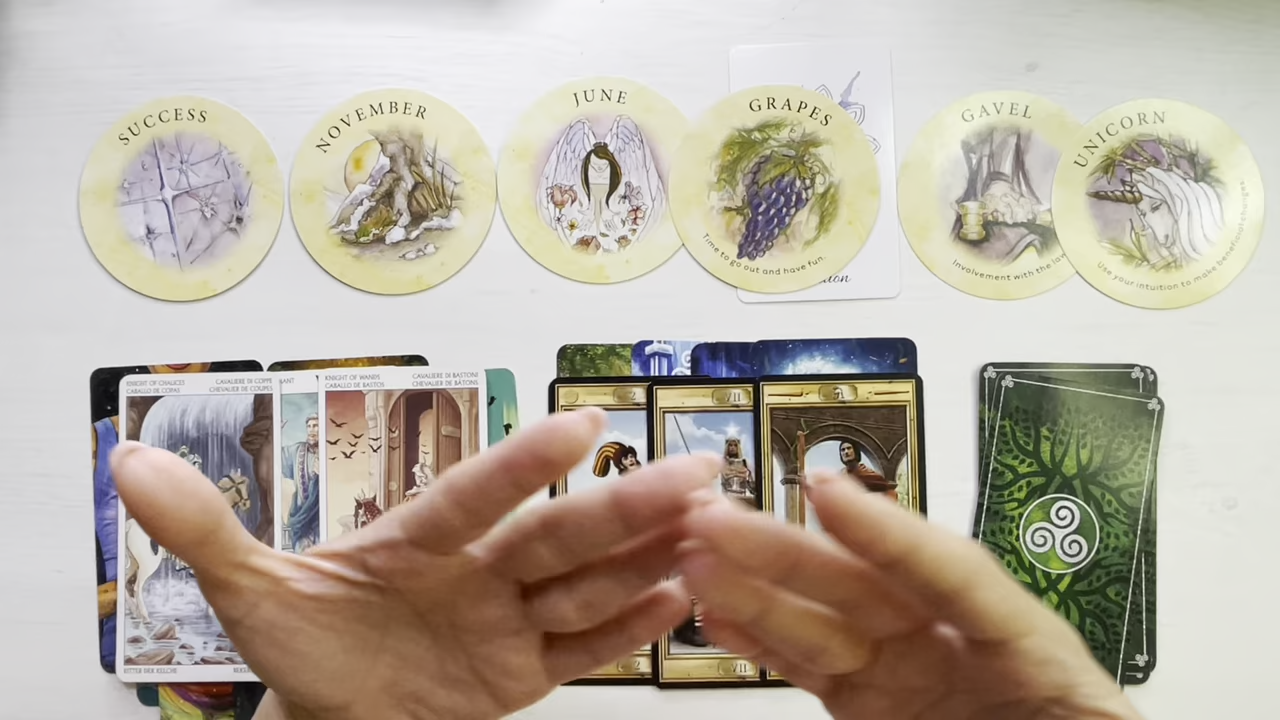 SUCCESS
NOVEMBER
JUNE
GRAPES
Time to go out and have fun.
GAVEL
Involvement with the law
UNICORN
Use your intuition to make beneficial changes.
KNIGHT OF CHALICES CAVALIERE DI COPPE
CABALLO DE COPAS CHEVALIER DE COUPES
KNIGHT OF WANDS CAVALIERE DI BASTONI
CABALLO DE BASTOS CHEVALIER DE BÂTONS
VII
RITTER DER KELCHE
VII